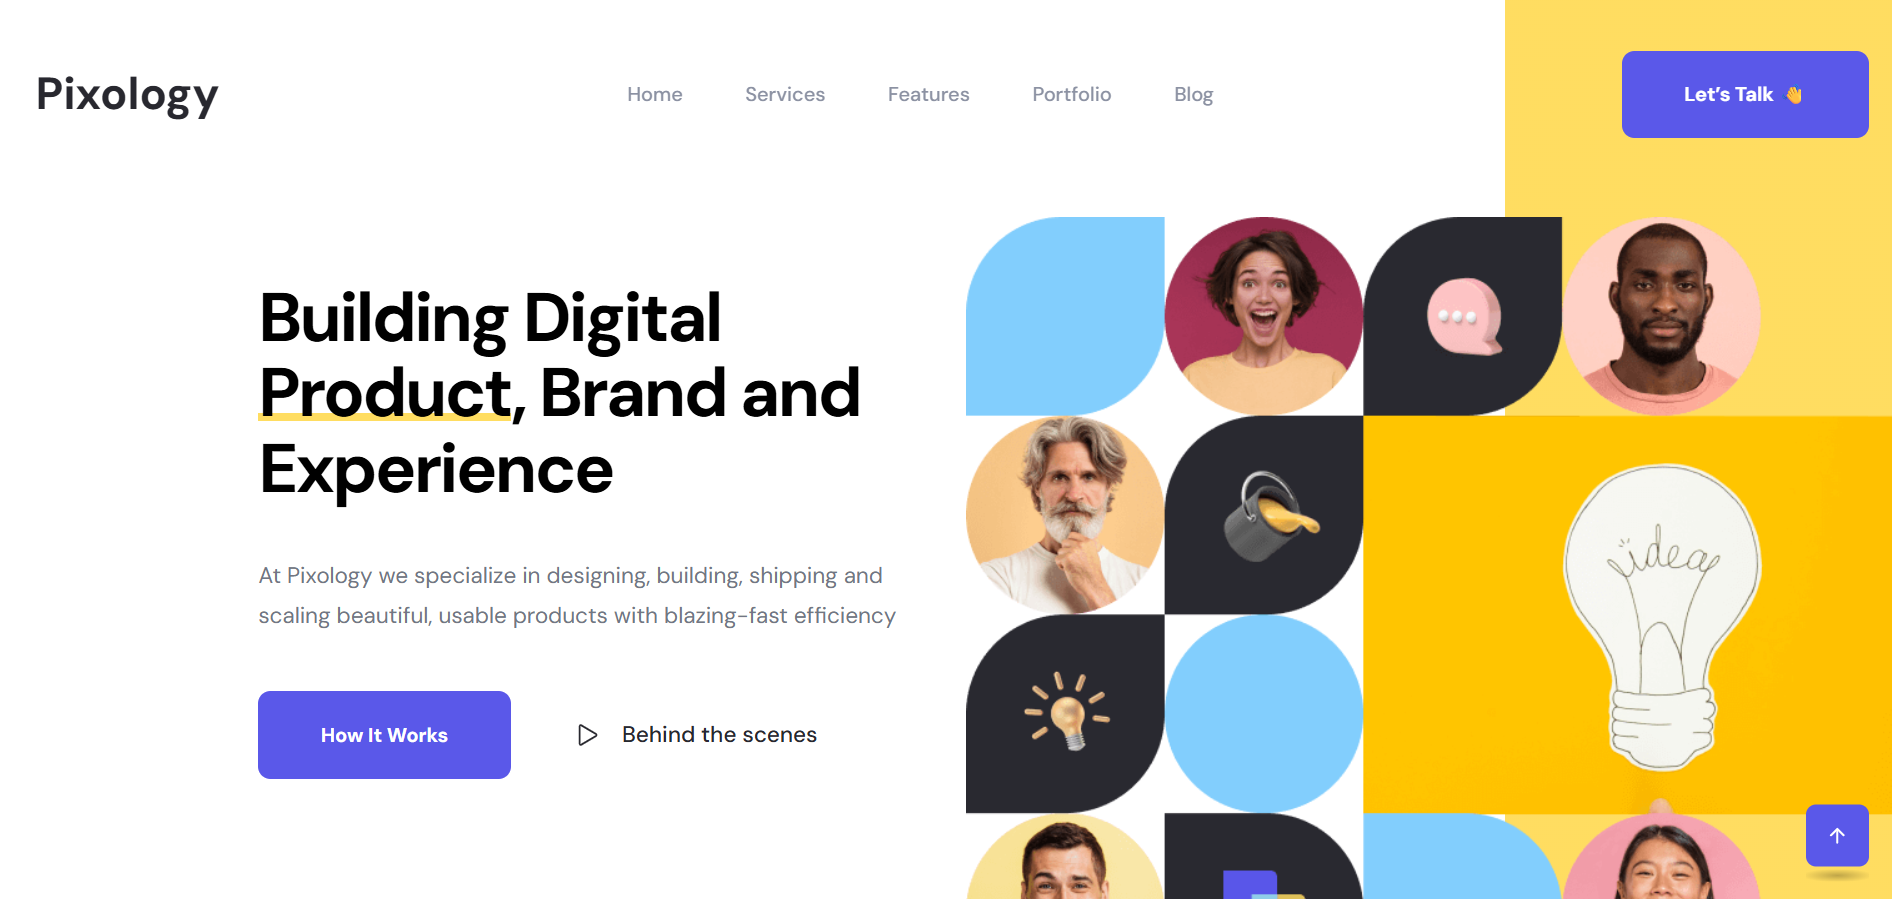 Pixology
Home
Services
Features
Portfolio
Blog
Let’s Talk 👋
Building Digital
Product, Brand and
Experience
At Pixology we specialize in designing, building, shipping and
scaling beautiful, usable products with blazing-fast efficiency
How It Works
Behind the scenes
idea